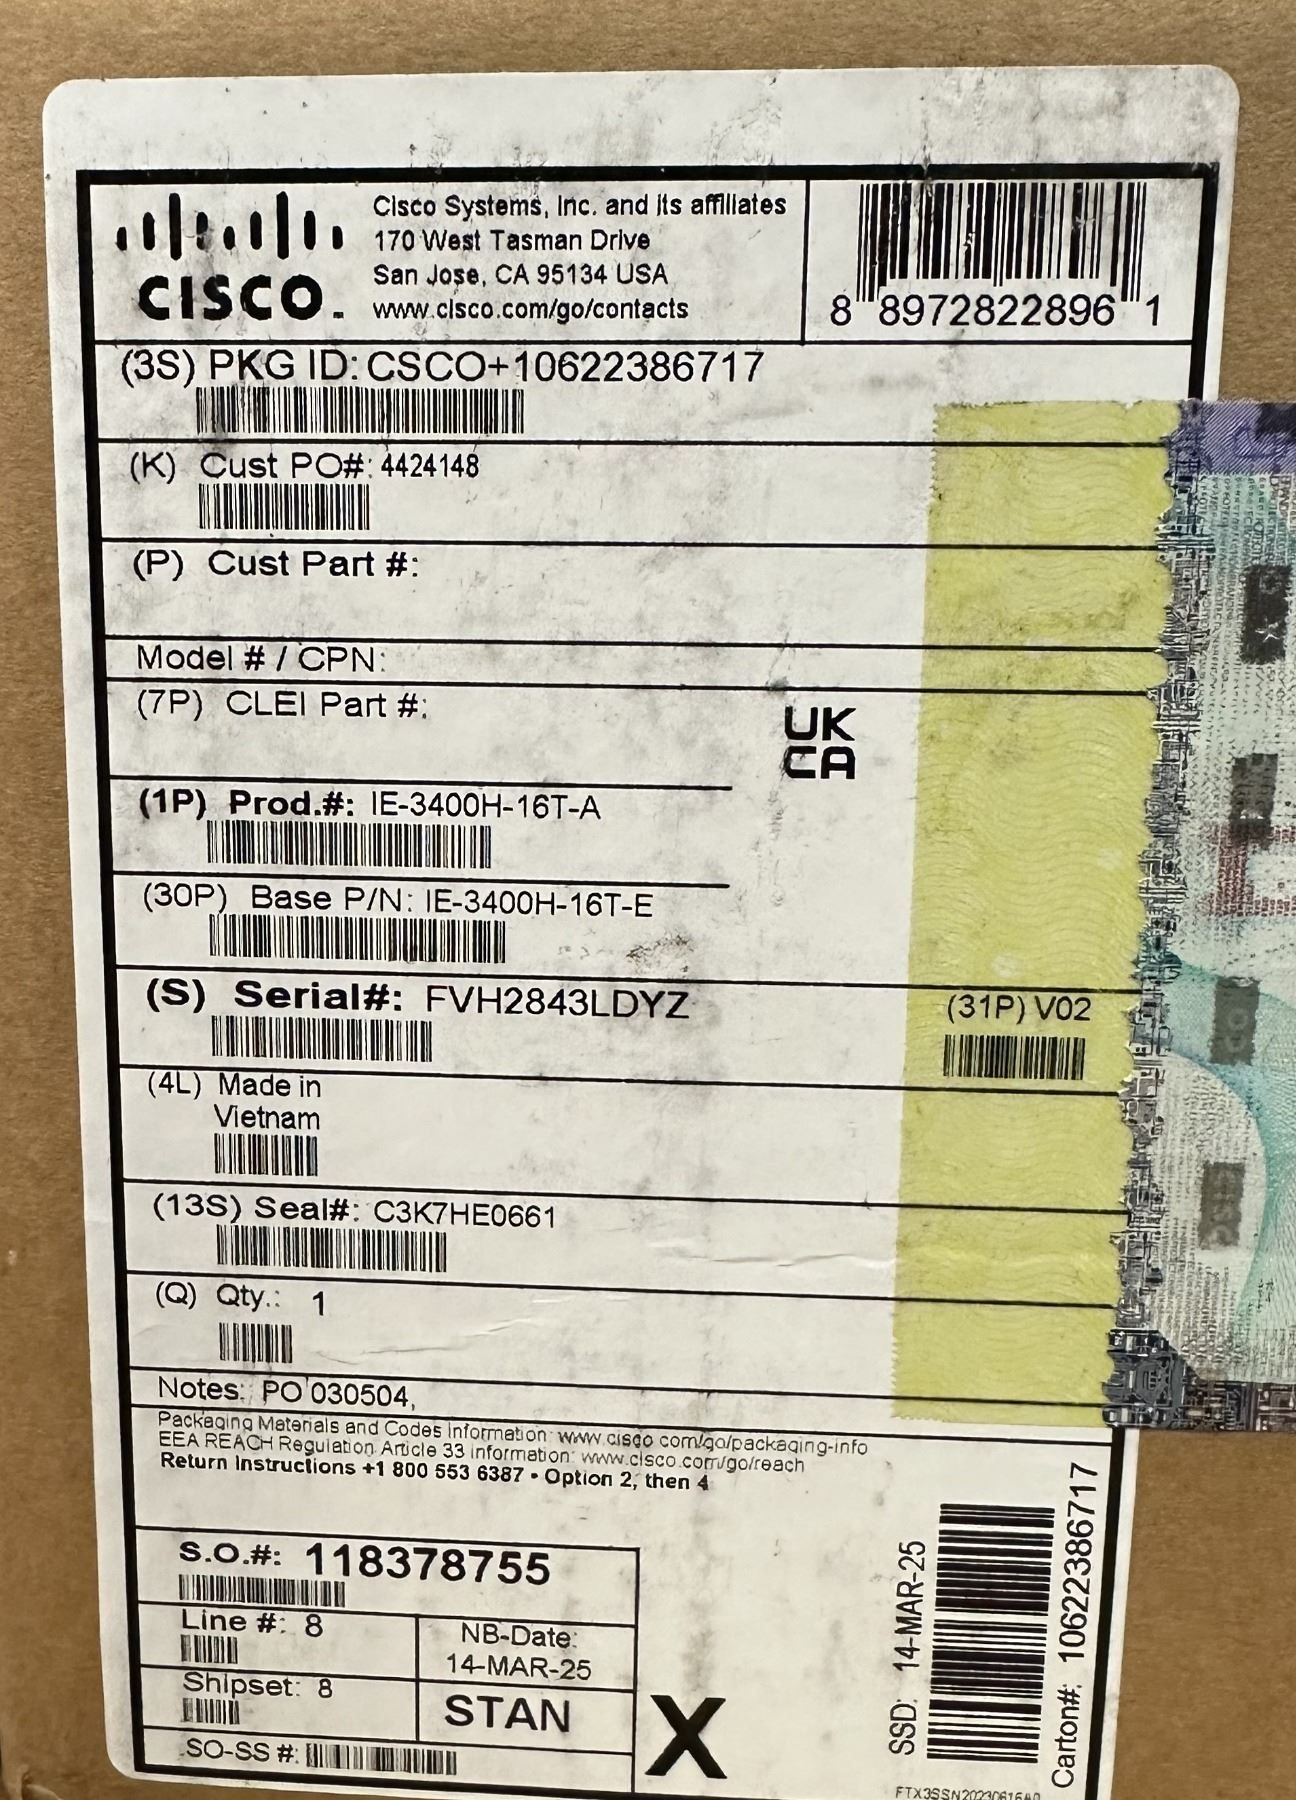 CISCO.
Cisco Systems, Inc. and its affiliates
170 West Tasman Drive
San Jose, CA 95134 USA
www.cisco.com/go/contacts
8 8972822896 1
(3S) PKG ID: CSCO+10622386717
(K) Cust PO#: 4424148
(P) Cust Part #:
Model # / CPN:
(7P) CLEI Part #:
UK
CA
(1P) Prod.#: IE-3400H-16T-A
(30P) Base P/N: IE-3400H-16T-E
(S) Serial#: FVH2843LDYZ
(31P) V02
(4L) Made in
Vietnam
(13S) Seal#: C3K7HE0661
(Q) Qty.: 1
Notes: PO 030504,
Packaging Materials and Codes Information: www.cisco.com/go/packaging-info
EEA REACH Regulation Article 33 information: www.cisco.com/go/reach
Return Instructions +1 800 553 6387 • Option 2, then 4
S.O.#: 118378755
Line #: 8
NB-Date:
14-MAR-25
Shipset: 8
STAN
SO-SS #:
X
SSD: 14-MAR-25
Carton#: 10622386717
FTX3SSN20230616A0